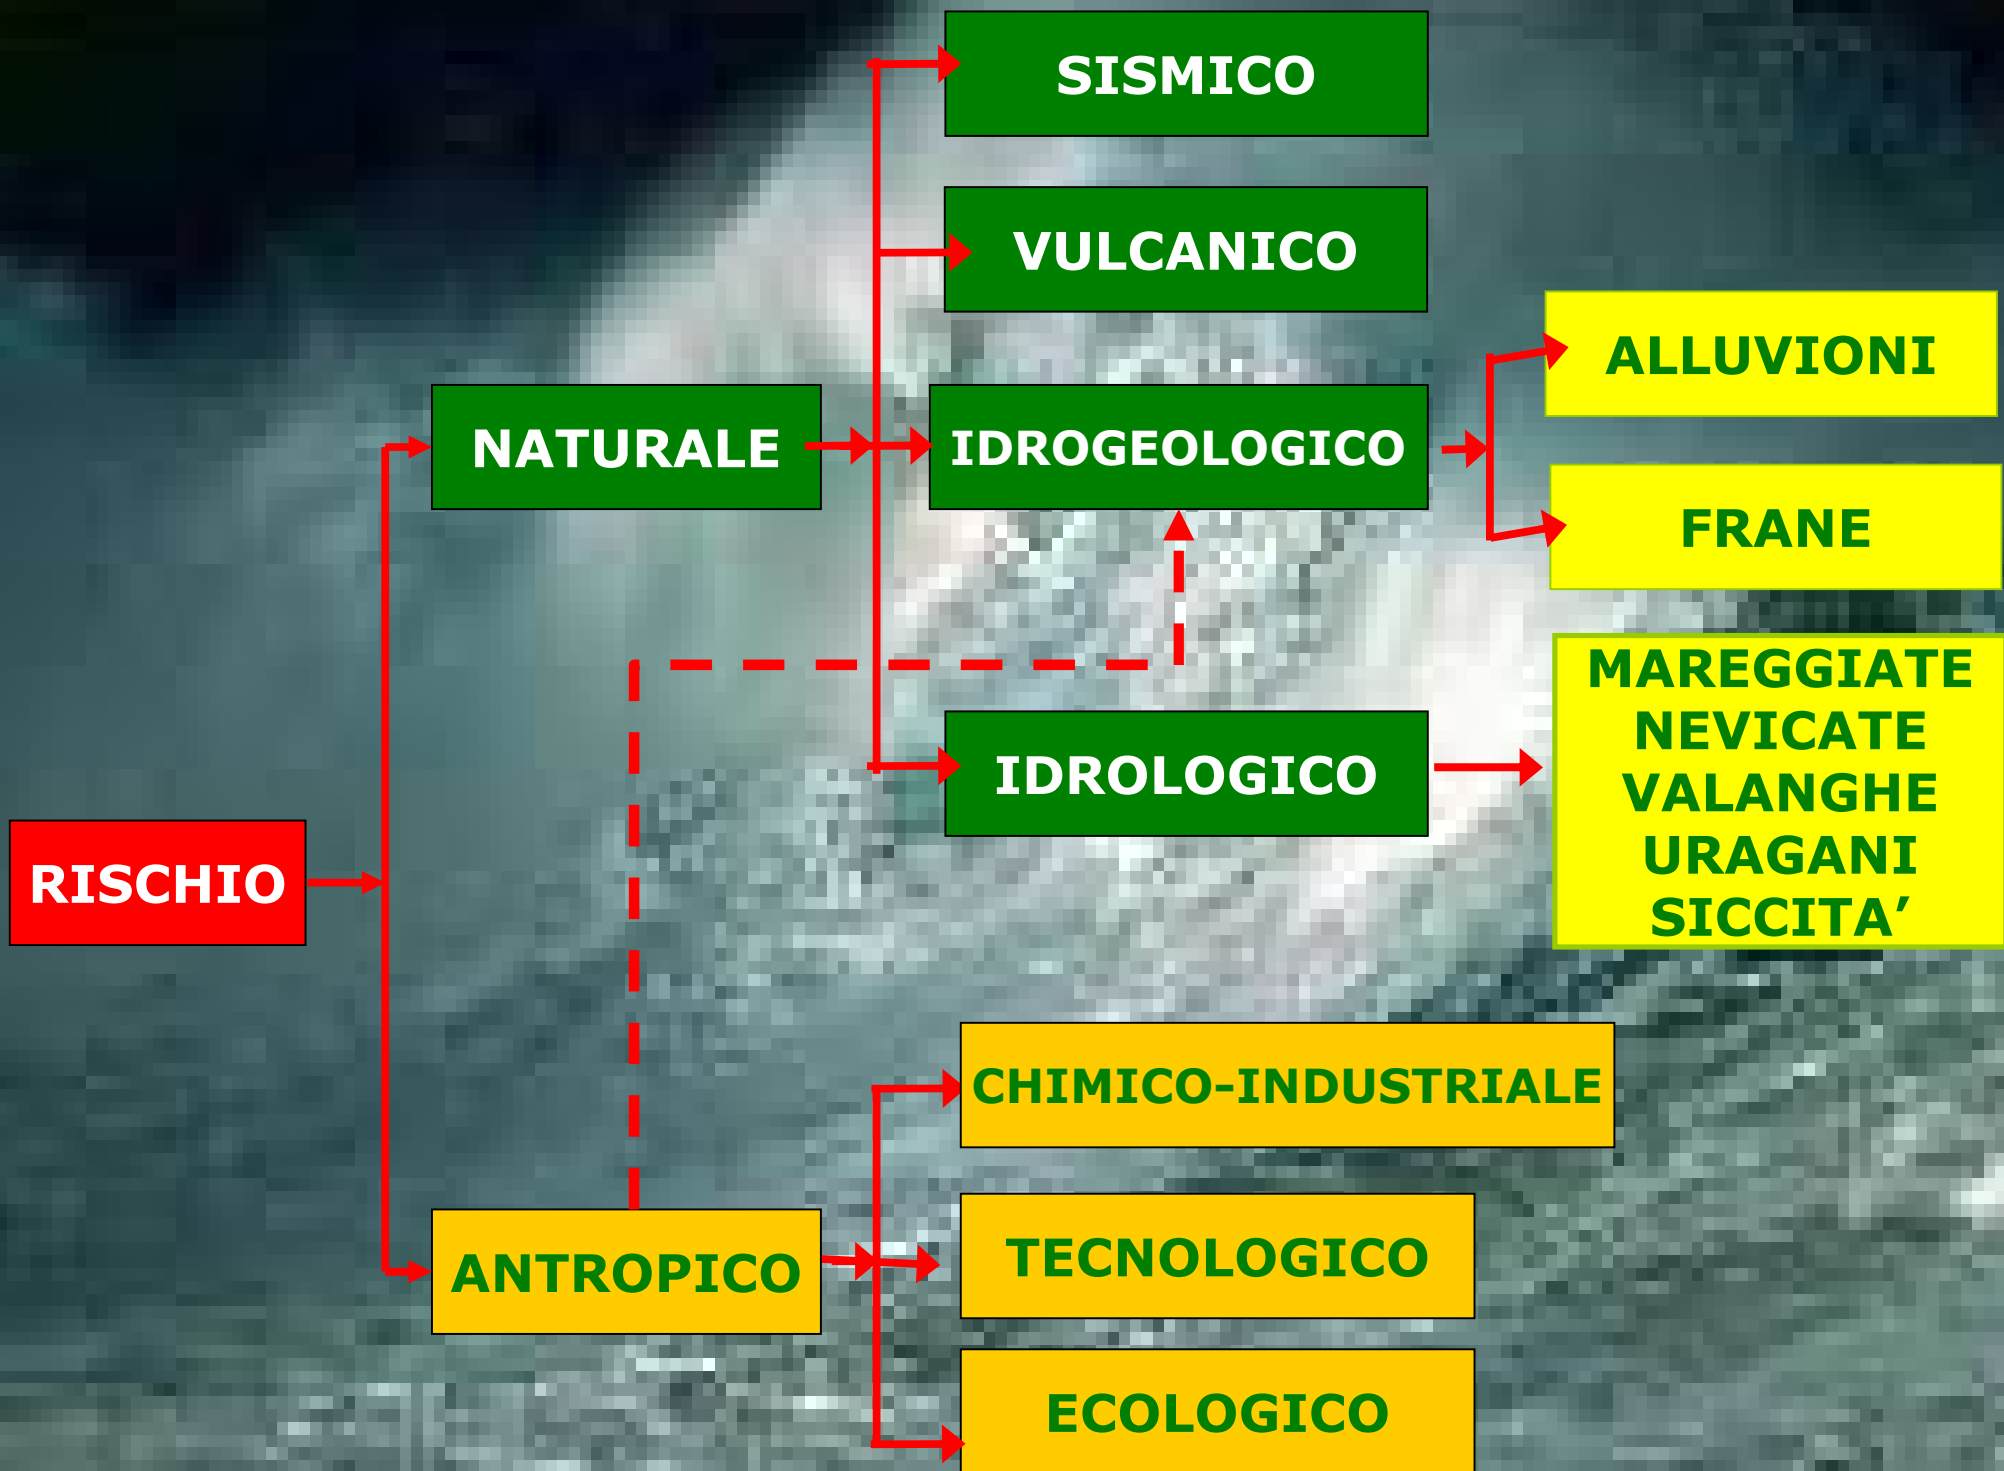 SISMICO
VULCANICO
ALLUVIONI
NATURALE
IDROGEOLOGICO
FRANE
MAREGGIATE
NEVICATE
VALANGHE
URAGANI
SICCITA’
IDROLOGICO
RISCHIO
CHIMICO-INDUSTRIALE
TECNOLOGICO
ANTROPICO
ECOLOGICO